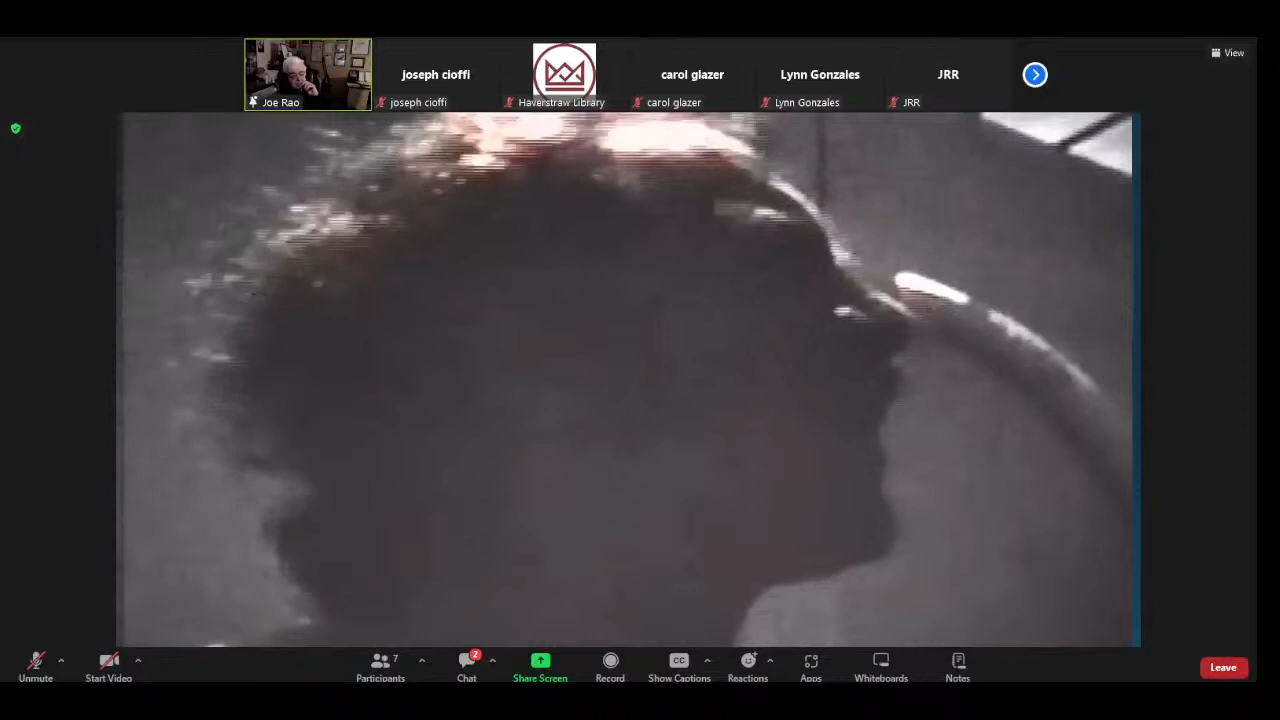 View
joseph cioffi
carol glazer
Lynn Gonzales
JRR
Joe Rao
joseph cioffi
Haverstraw Library
carol glazer
Lynn Gonzales
JRR
Unmute
Start Video
Participants
7
Chat
2
Share Screen
Record
CC
Show Captions
Reactions
Apps
Whiteboards
Notes
Leave